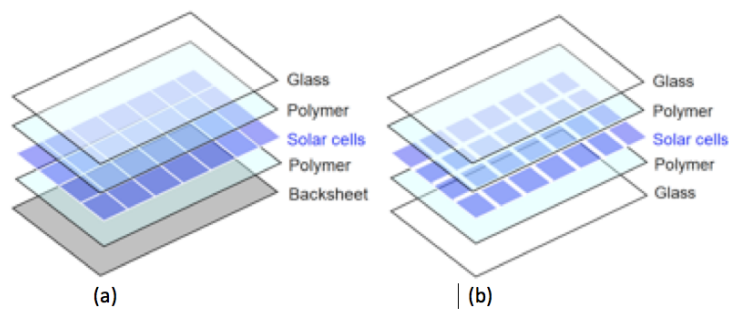 Glass
Polymer
Solar cells
Polymer
Backsheet
(a)
Glass
Polymer
Solar cells
Polymer
Glass
(b)